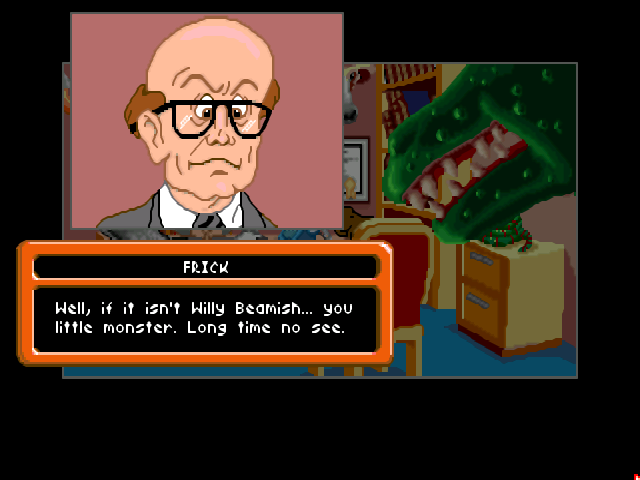 FRICK
Well, if it isn't Willy Beamish... you
little monster. Long time no see.